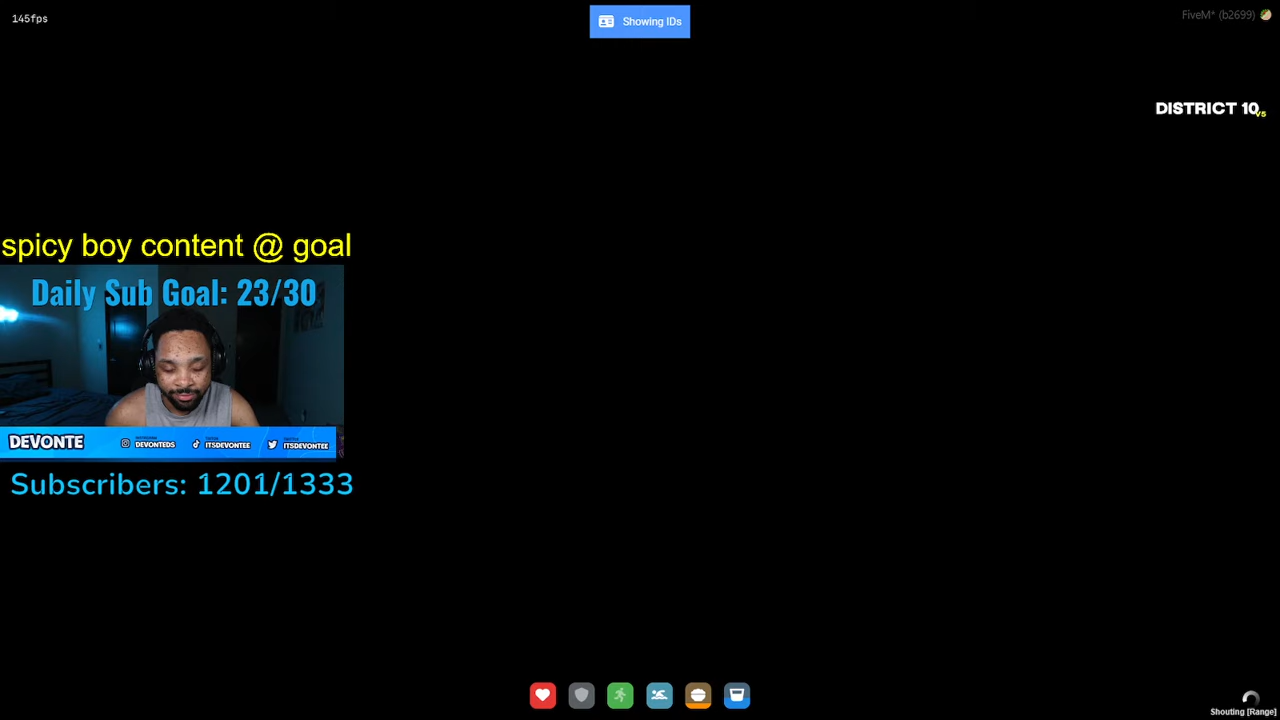 145fps
Showing IDs
FiveM* (b2699)
DISTRICT 10
V5
spicy boy content @ goal
Daily Sub Goal: 23/30
DEVONTE
DEVONTEDS
ITSDEVONTEE
ITSDEVONTEE
Subscribers: 1201/1333
Shouting [Range]